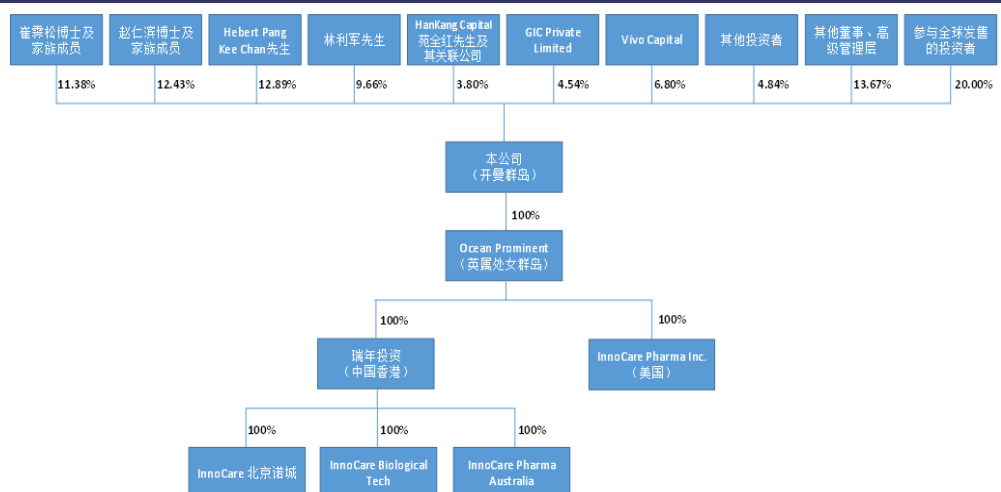 崔霁松博士及
家族成员
赵仁滨博士及
家族成员
Hebert Pang
Kee Chan先生
林利军先生
HanKang Capital
苑全红先生及
其关联公司
GIC Private
Limited
Vivo Capital
其他投资者
其他董事、高
级管理层
参与全球发售
的投资者
11.38%
12.43%
12.89%
9.66%
3.80%
4.54%
6.80%
4.84%
13.67%
20.00%
本公司
（开曼群岛）
100%
Ocean Prominent
（英属处女群岛）
100%
100%
瑞年投资
（中国香港）
InnoCare Pharma Inc.
（美国）
100%
100%
100%
InnoCare 北京诺城
InnoCare Biological
Tech
InnoCare Pharma
Australia